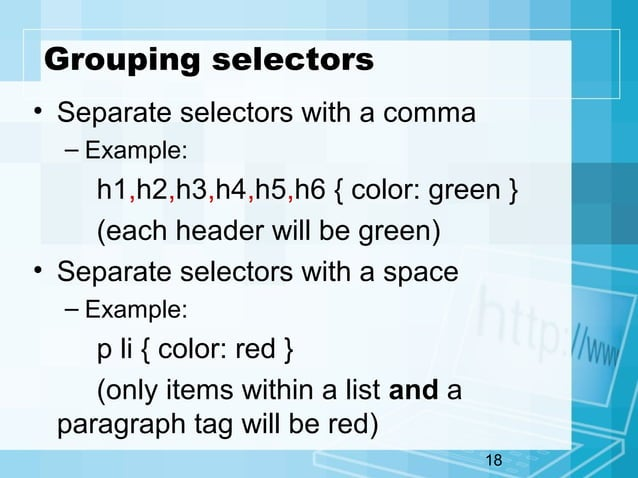 Grouping selectors
• Separate selectors with a comma
– Example:
h1,h2,h3,h4,h5,h6 { color: green }
(each header will be green)
• Separate selectors with a space
– Example:
p li { color: red }
(only items within a list and a
paragraph tag will be red)
http://www
18